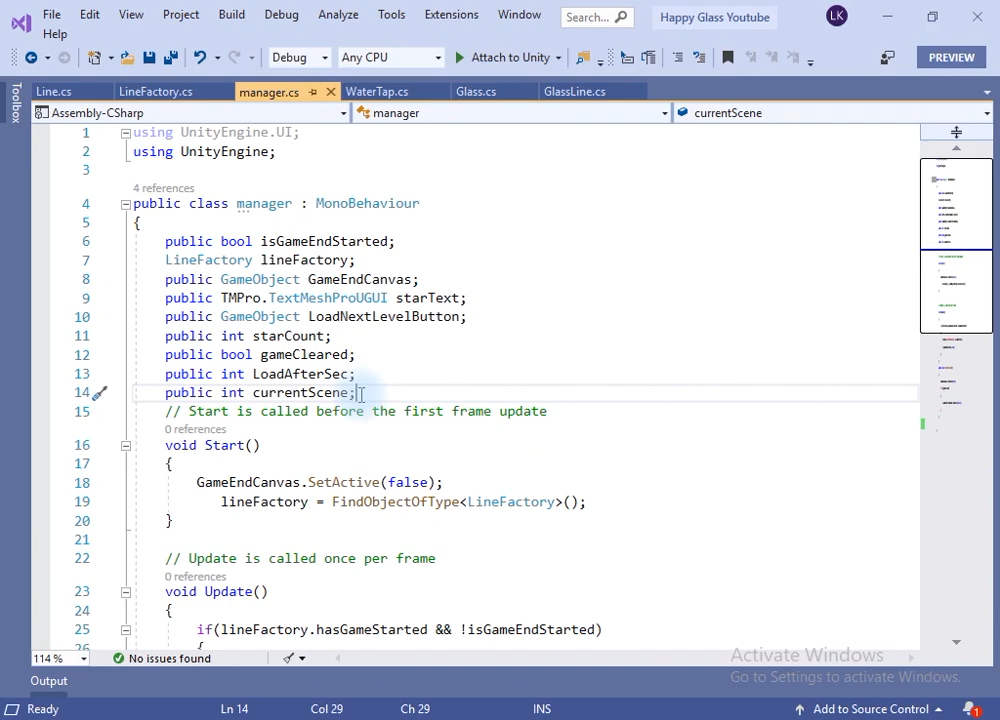 File Edit View Project Build Debug Analyze Tools Extensions Window Search... Happy Glass Youtube LK
Help
Debug Any CPU Attach to Unity PREVIEW
Toolbox
Line.cs LineFactory.cs manager.cs WaterTap.cs Glass.cs GlassLine.cs
Assembly-CSharp manager currentScene
1 using UnityEngine.UI;
2 using UnityEngine;
3
4 references
4 public class manager : MonoBehaviour
5 {
6 public bool isGameEndStarted;
7 LineFactory lineFactory;
8 public GameObject GameEndCanvas;
9 public TMPro.TextMeshProUGUI starText;
10 public GameObject LoadNextLevelButton;
11 public int starCount;
12 public bool gameCleared;
13 public int LoadAfterSec;
14 public int currentScene;
15 // Start is called before the first frame update
0 references
16 void Start()
17 {
18 GameEndCanvas.SetActive(false);
19 lineFactory = FindObjectOfType<LineFactory>();
20 }
21
22 // Update is called once per frame
0 references
23 void Update()
24 {
25 if(lineFactory.hasGameStarted && !isGameEndStarted)
26 {
114 % No issues found
Activate Windows
Go to Settings to activate Windows.
Output
Ready Ln 14 Col 29 Ch 29 INS Add to Source Control 1